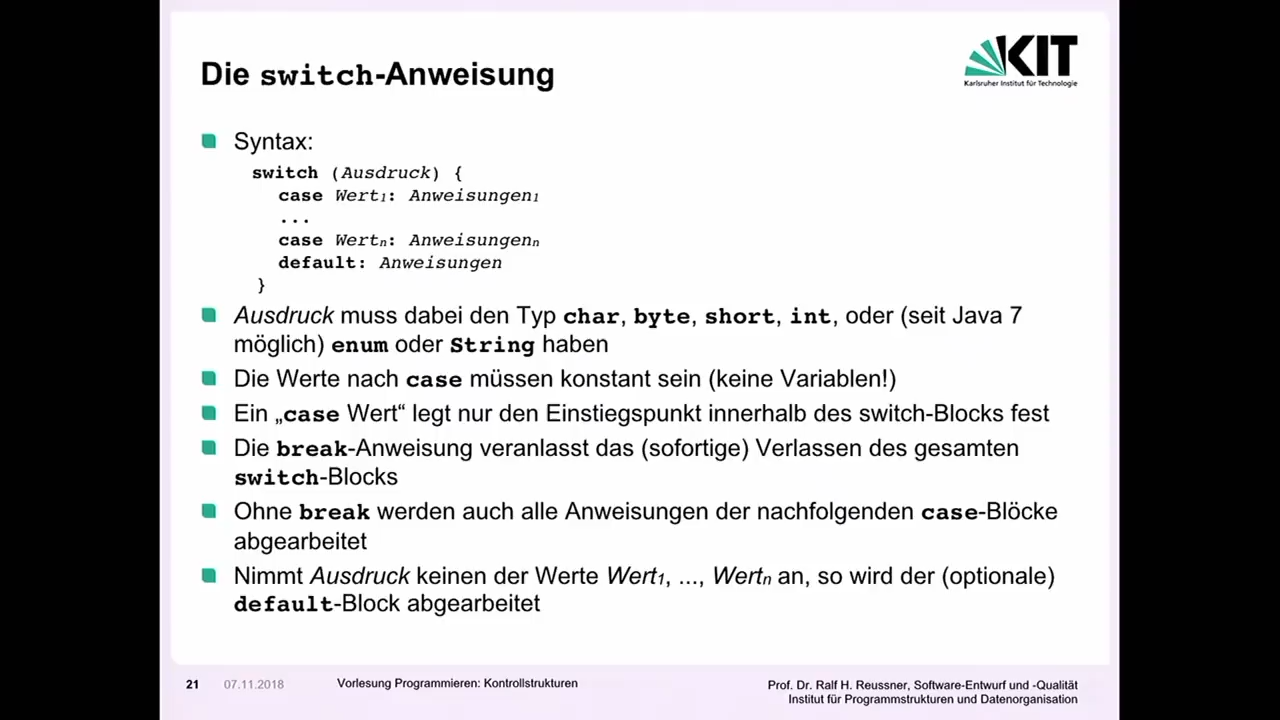 Die switch-Anweisung
KIT
Karlsruher Institut für Technologie
Syntax:
switch (Ausdruck) {
case Wert₁: Anweisungen₁
...
case Wertₙ: Anweisungenₙ
default: Anweisungen
}
Ausdruck muss dabei den Typ char, byte, short, int, oder (seit Java 7
möglich) enum oder String haben
Die Werte nach case müssen konstant sein (keine Variablen!)
Ein „case Wert“ legt nur den Einstiegspunkt innerhalb des switch-Blocks fest
Die break-Anweisung veranlasst das (sofortige) Verlassen des gesamten
switch-Blocks
Ohne break werden auch alle Anweisungen der nachfolgenden case-Blöcke
abgearbeitet
Nimmt Ausdruck keinen der Werte Wert₁, ..., Wertₙ an, so wird der (optionale)
default-Block abgearbeitet
21 07.11.2018 Vorlesung Programmieren: Kontrollstrukturen
Prof. Dr. Ralf H. Reussner, Software-Entwurf und -Qualität
Institut für Programmstrukturen und Datenorganisation